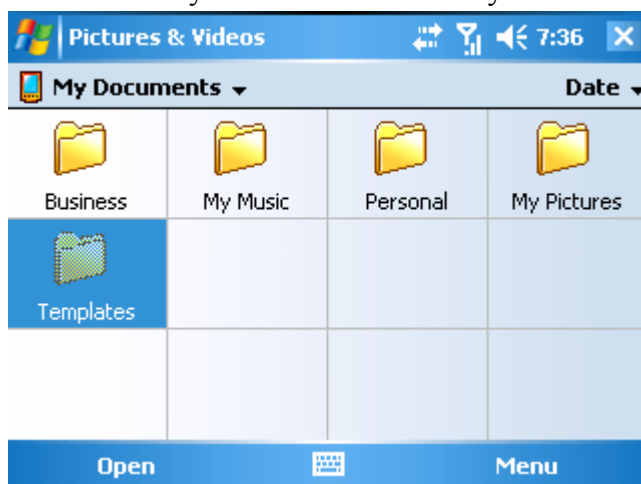 Pictures & Videos 7:36
My Documents Date
Business My Music Personal My Pictures
Templates
Open Menu